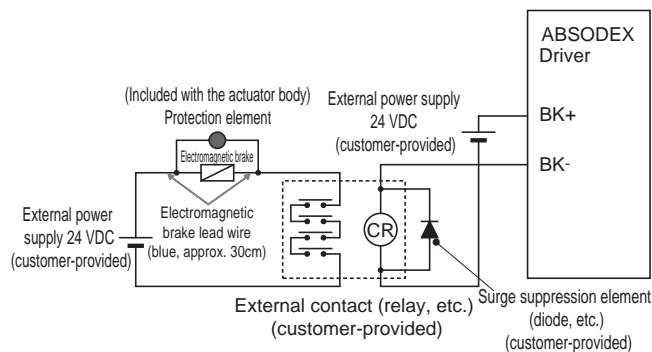 ABSODEX
Driver
(Included with the actuator body)
Protection element
External power supply
24 VDC
(customer-provided)
BK+
BK-
Electromagnetic brake
External power
supply 24 VDC
(customer-provided)
Electromagnetic
brake lead wire
(blue, approx. 30cm)
CR
External contact (relay, etc.)
(customer-provided)
Surge suppression element
(diode, etc.)
(customer-provided)